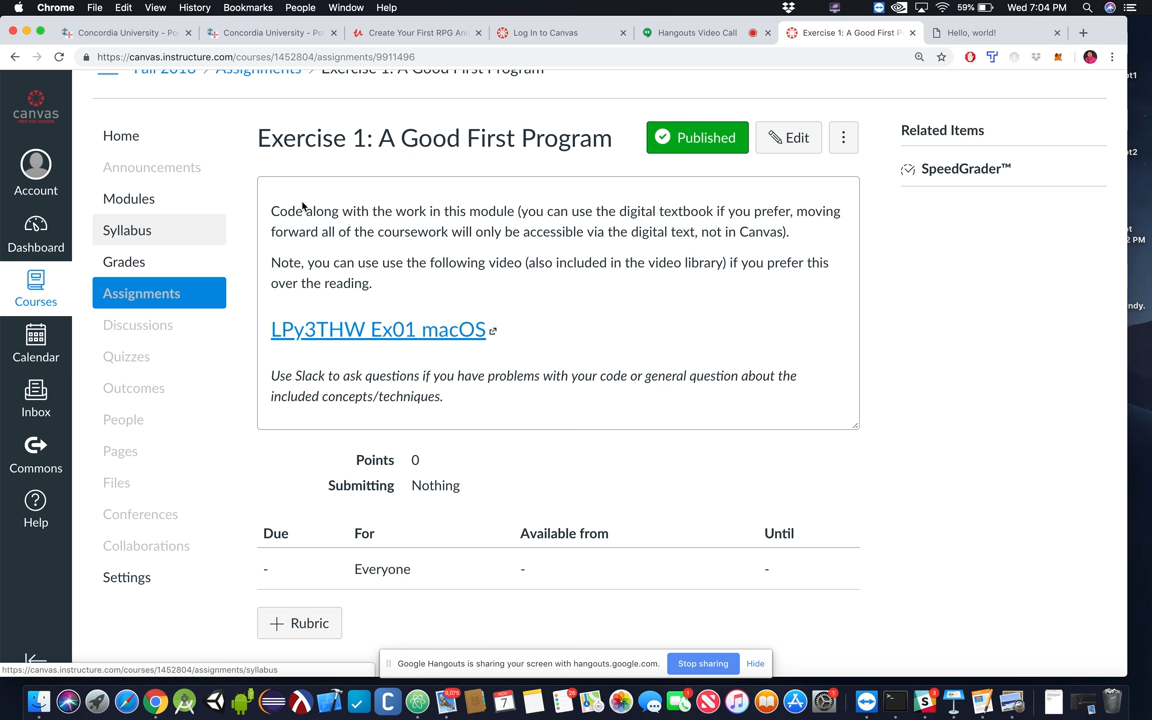 Chrome File Edit View History Bookmarks People Window Help
59% Wed 7:04 PM
Concordia University - Po
Concordia University - Po
Create Your First RPG An
Log In to Canvas
Hangouts Video Call
Exercise 1: A Good First P
Hello, world!
https://canvas.instructure.com/courses/1452804/assignments/9911496
Fall 2018 > Assignments > Exercise 1: A Good First Program
canvas
Account
Dashboard
Courses
Calendar
Inbox
Commons
Help
Home
Announcements
Modules
Syllabus
Grades
Assignments
Discussions
Quizzes
Outcomes
People
Pages
Files
Conferences
Collaborations
Settings
Exercise 1: A Good First Program
Published
Edit
Code along with the work in this module (you can use the digital textbook if you prefer, moving
forward all of the coursework will only be accessible via the digital text, not in Canvas).
Note, you can use use the following video (also included in the video library) if you prefer this
over the reading.
LPy3THW Ex01 macOS
Use Slack to ask questions if you have problems with your code or general question about the
included concepts/techniques.
Points 0
Submitting Nothing
Due For Available from Until
- Everyone - -
+ Rubric
Related Items
SpeedGrader™
t1
t2
2 PM
ndy.
https://canvas.instructure.com/courses/1452804/assignments/syllabus
Google Hangouts is sharing your screen with hangouts.google.com.
Stop sharing
Hide